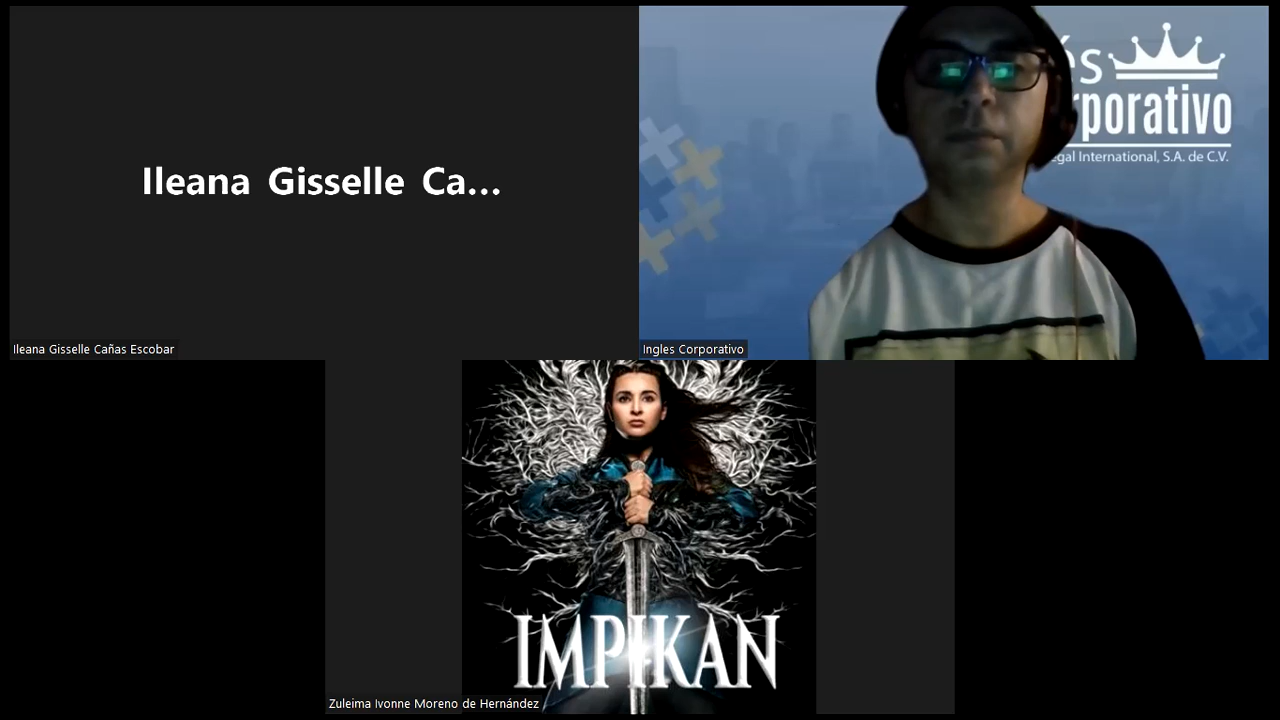 Ileana Gisselle Ca...
Ileana Gisselle Cañas Escobar
és
rporativo
egal International, S.A. de C.V.
Ingles Corporativo
IMPIKAN
Zuleima Ivonne Moreno de Hernández